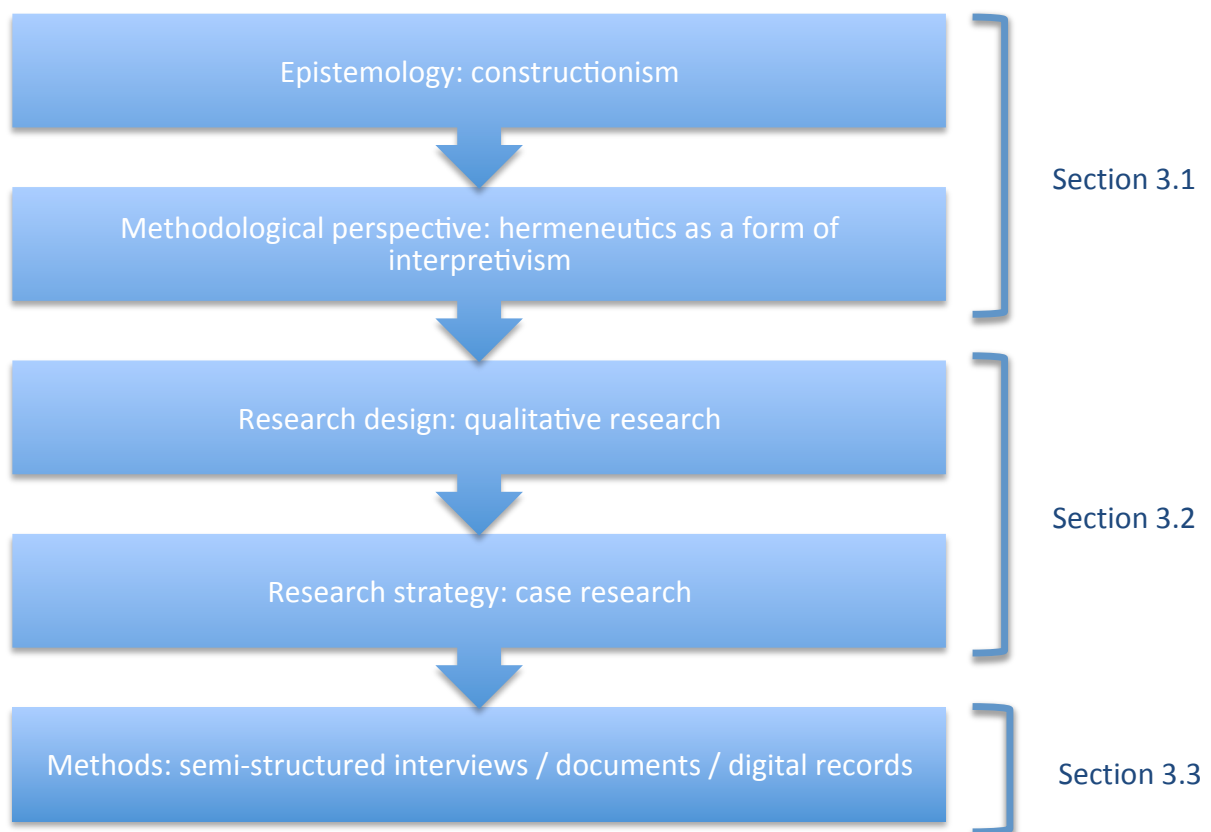 Epistemology: constructionism
Section 3.1
Methodological perspective: hermeneutics as a form of
interpretivism
Research design: qualitative research
Section 3.2
Research strategy: case research
Methods: semi-structured interviews / documents / digital records
Section 3.3